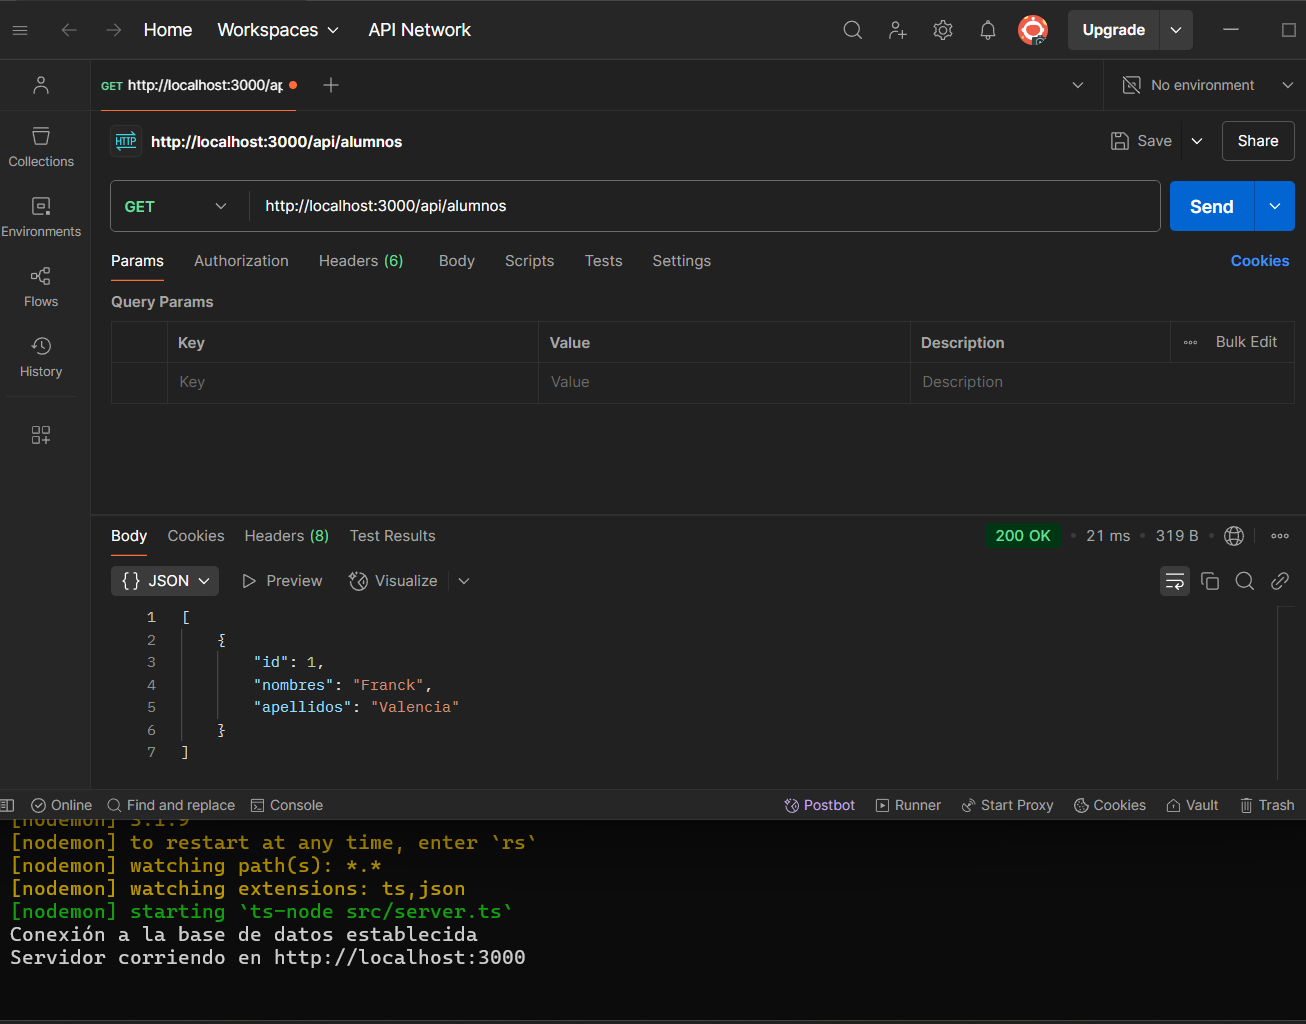 Home Workspaces API Network Upgrade
GET http://localhost:3000/ap No environment
HTTP http://localhost:3000/api/alumnos Save Share
Collections
Environments
Flows
History
GET http://localhost:3000/api/alumnos Send
Params Authorization Headers (6) Body Scripts Tests Settings Cookies
Query Params
Key Value Description Bulk Edit
Key Value Description
Body Cookies Headers (8) Test Results 200 OK 21 ms 319 B
{} JSON Preview Visualize
1 [
2 {
3 "id": 1,
4 "nombres": "Franck",
5 "apellidos": "Valencia"
6 }
7 ]
Online Find and replace Console Postbot Runner Start Proxy Cookies Vault Trash
[nodemon] 3.1.9
[nodemon] to restart at any time, enter `rs`
[nodemon] watching path(s): *.*
[nodemon] watching extensions: ts,json
[nodemon] starting `ts-node src/server.ts`
Conexión a la base de datos establecida
Servidor corriendo en http://localhost:3000